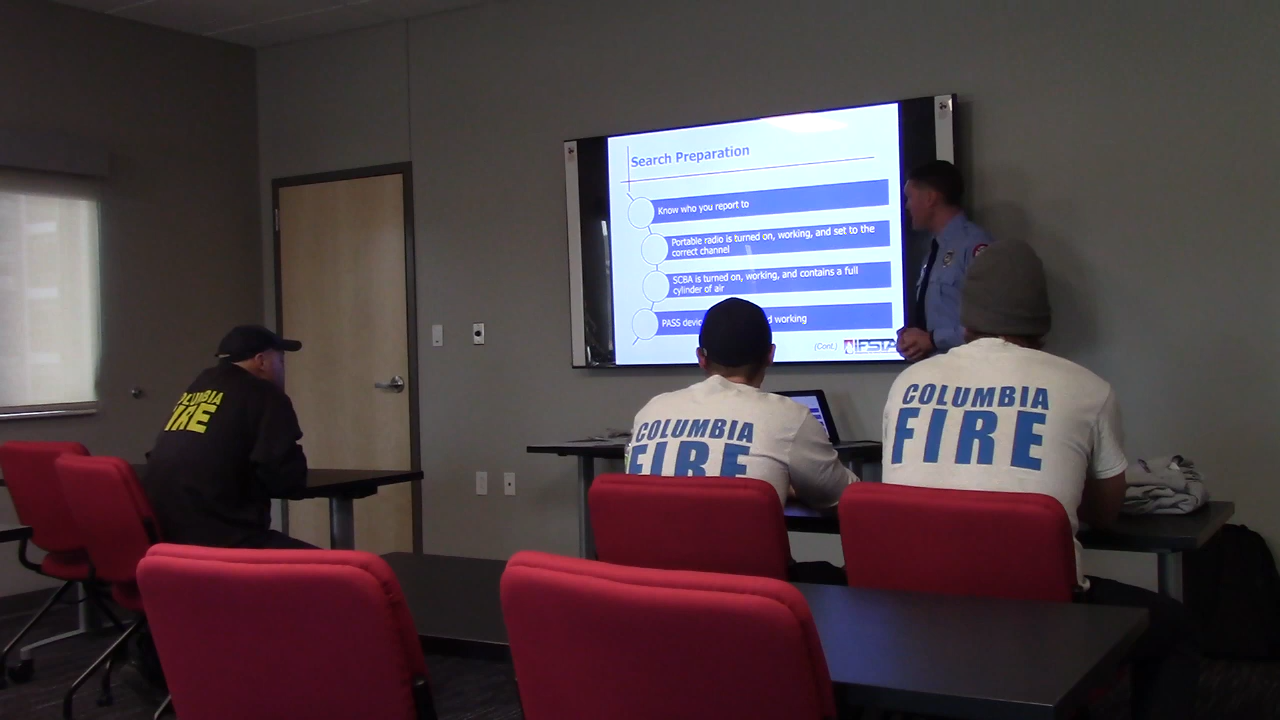 Search Preparation
Know who you report to
Portable radio is turned on, working, and set to the
correct channel
SCBA is turned on, working, and contains a full
cylinder of air
PASS devic
d working
(Cont.)
COLUMBIA
FIRE
COLUMBIA
FIRE
COLUMBIA
FIRE